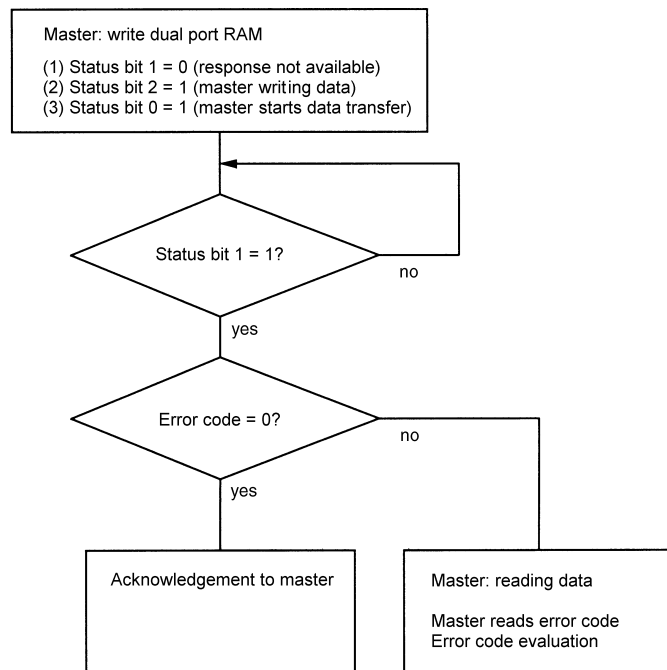 Master: write dual port RAM
(1) Status bit 1 = 0 (response not available)
(2) Status bit 2 = 1 (master writing data)
(3) Status bit 0 = 1 (master starts data transfer)
Status bit 1 = 1?
no
yes
Error code = 0?
no
yes
Acknowledgement to master
Master: reading data
Master reads error code
Error code evaluation